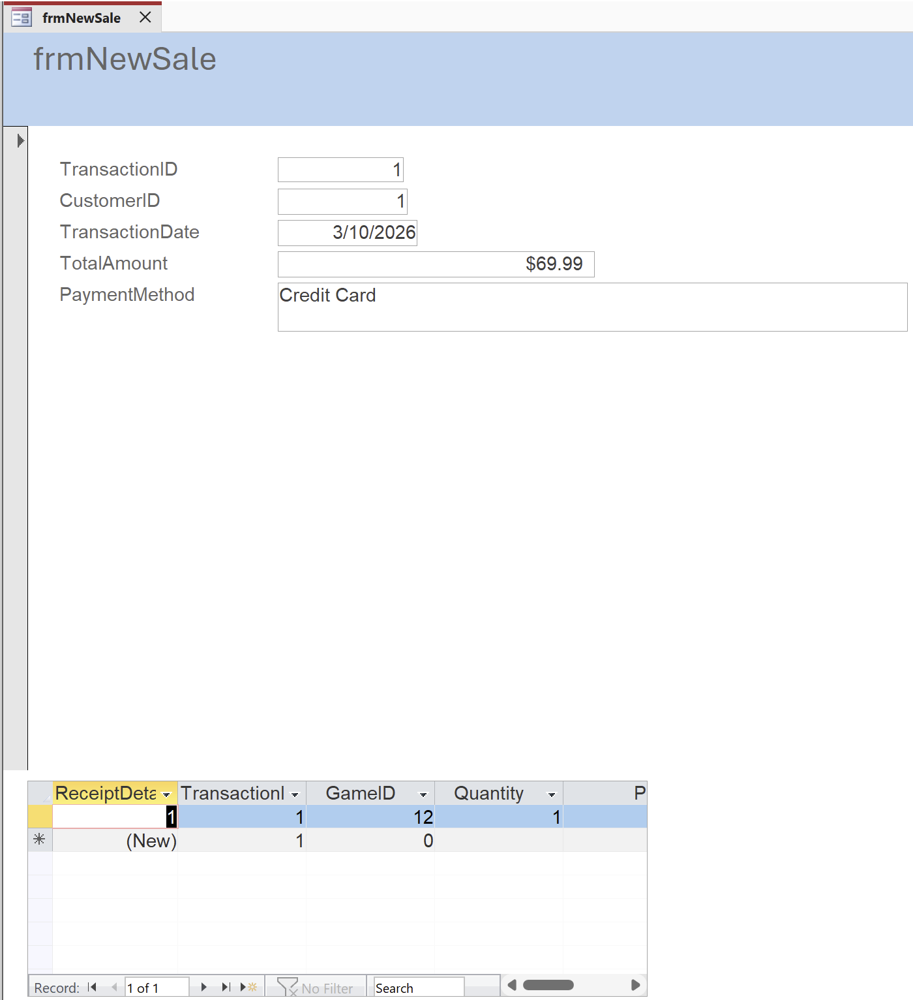 frmNewSale
frmNewSale
TransactionID 1
CustomerID 1
TransactionDate 3/10/2026
TotalAmount $69.99
PaymentMethod Credit Card
ReceiptDeta TransactionI GameID Quantity P
1 1 12 1
(New) 1 0
Record: 1 of 1 No Filter Search